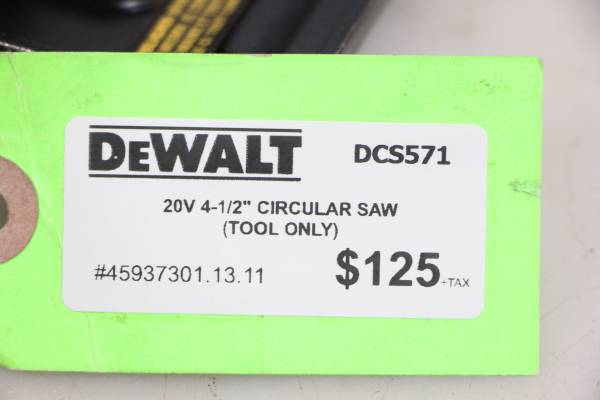 DEWALT DCS571
20V 4-1/2" CIRCULAR SAW
(TOOL ONLY)
#45937301.13.11 $125 +TAX